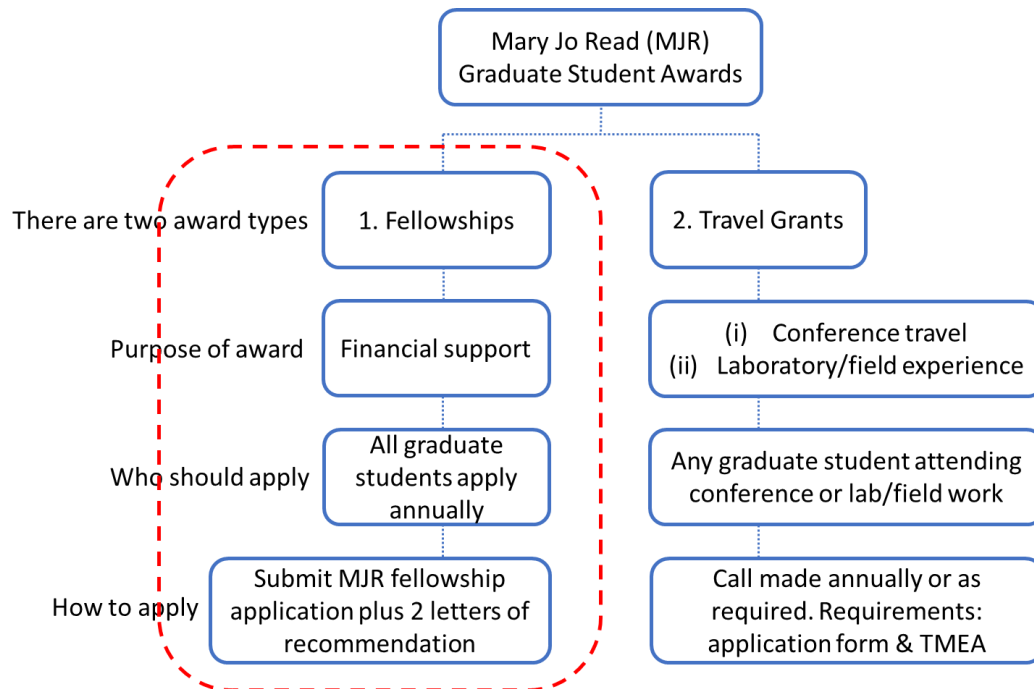 Mary Jo Read (MJR)
Graduate Student Awards
There are two award types
1. Fellowships
2. Travel Grants
Purpose of award
Financial support
(i) Conference travel
(ii) Laboratory/field experience
Who should apply
All graduate
students apply
annually
Any graduate student attending
conference or lab/field work
How to apply
Submit MJR fellowship
application plus 2 letters of
recommendation
Call made annually or as
required. Requirements:
application form & TMEA